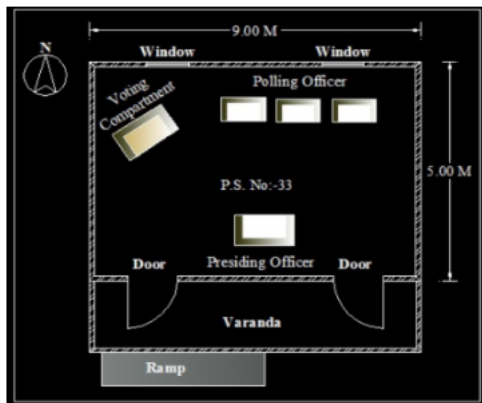 9.00 M
N
Window Window
Polling Officer
Voting
Compartment
5.00 M
P.S. No:-33
Door Presiding Officer Door
Varanda
Ramp